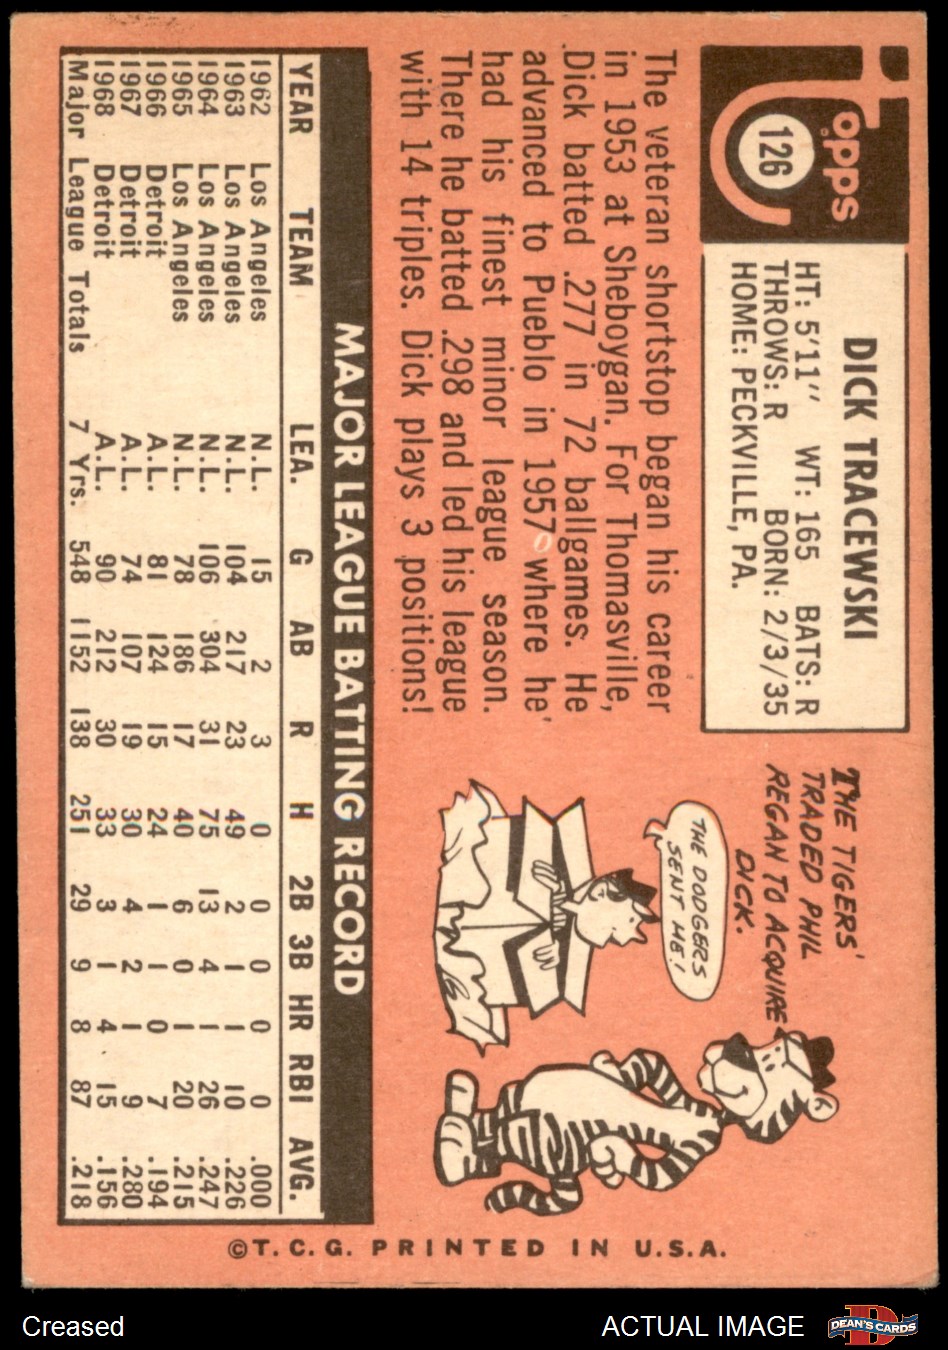 Topps
126
DICK TRACEWSKI
HT: 5'11" WT: 165 BATS: R
THROWS: R BORN: 2/3/35
HOME: PECKVILLE, PA.
The veteran shortstop began his career
in 1953 at Sheboygan. For Thomasville,
Dick batted .277 in 72 ballgames. He
advanced to Pueblo in 1957 where he
had his finest minor league season.
There he batted .298 and led his league
with 14 triples. Dick plays 3 positions!
THE TIGERS
TRADED PHIL
REGAN TO ACQUIRE
DICK.
THE DODGERS
SENT ME!
MAJOR LEAGUE BATTING RECORD
YEAR TEAM LEA. G AB R H 2B 3B HR RBI AVG.
1962 Los Angeles N.L. 15 2 3 0 0 0 0 0 .000
1963 Los Angeles N.L. 104 217 23 49 2 1 1 10 .226
1964 Los Angeles N.L. 106 304 31 75 13 4 1 26 .247
1965 Los Angeles N.L. 78 186 17 40 6 0 1 20 .215
1966 Detroit A.L. 81 124 15 24 1 1 0 7 .194
1967 Detroit A.L. 74 107 19 30 4 2 1 9 .280
1968 Detroit A.L. 90 212 30 33 3 1 4 15 .156
Major League Totals 7 Yrs. 548 1152 138 251 29 9 8 87 .218
©T.C.G. PRINTED IN U.S.A.
Creased
ACTUAL IMAGE
D
DEAN'S CARDS